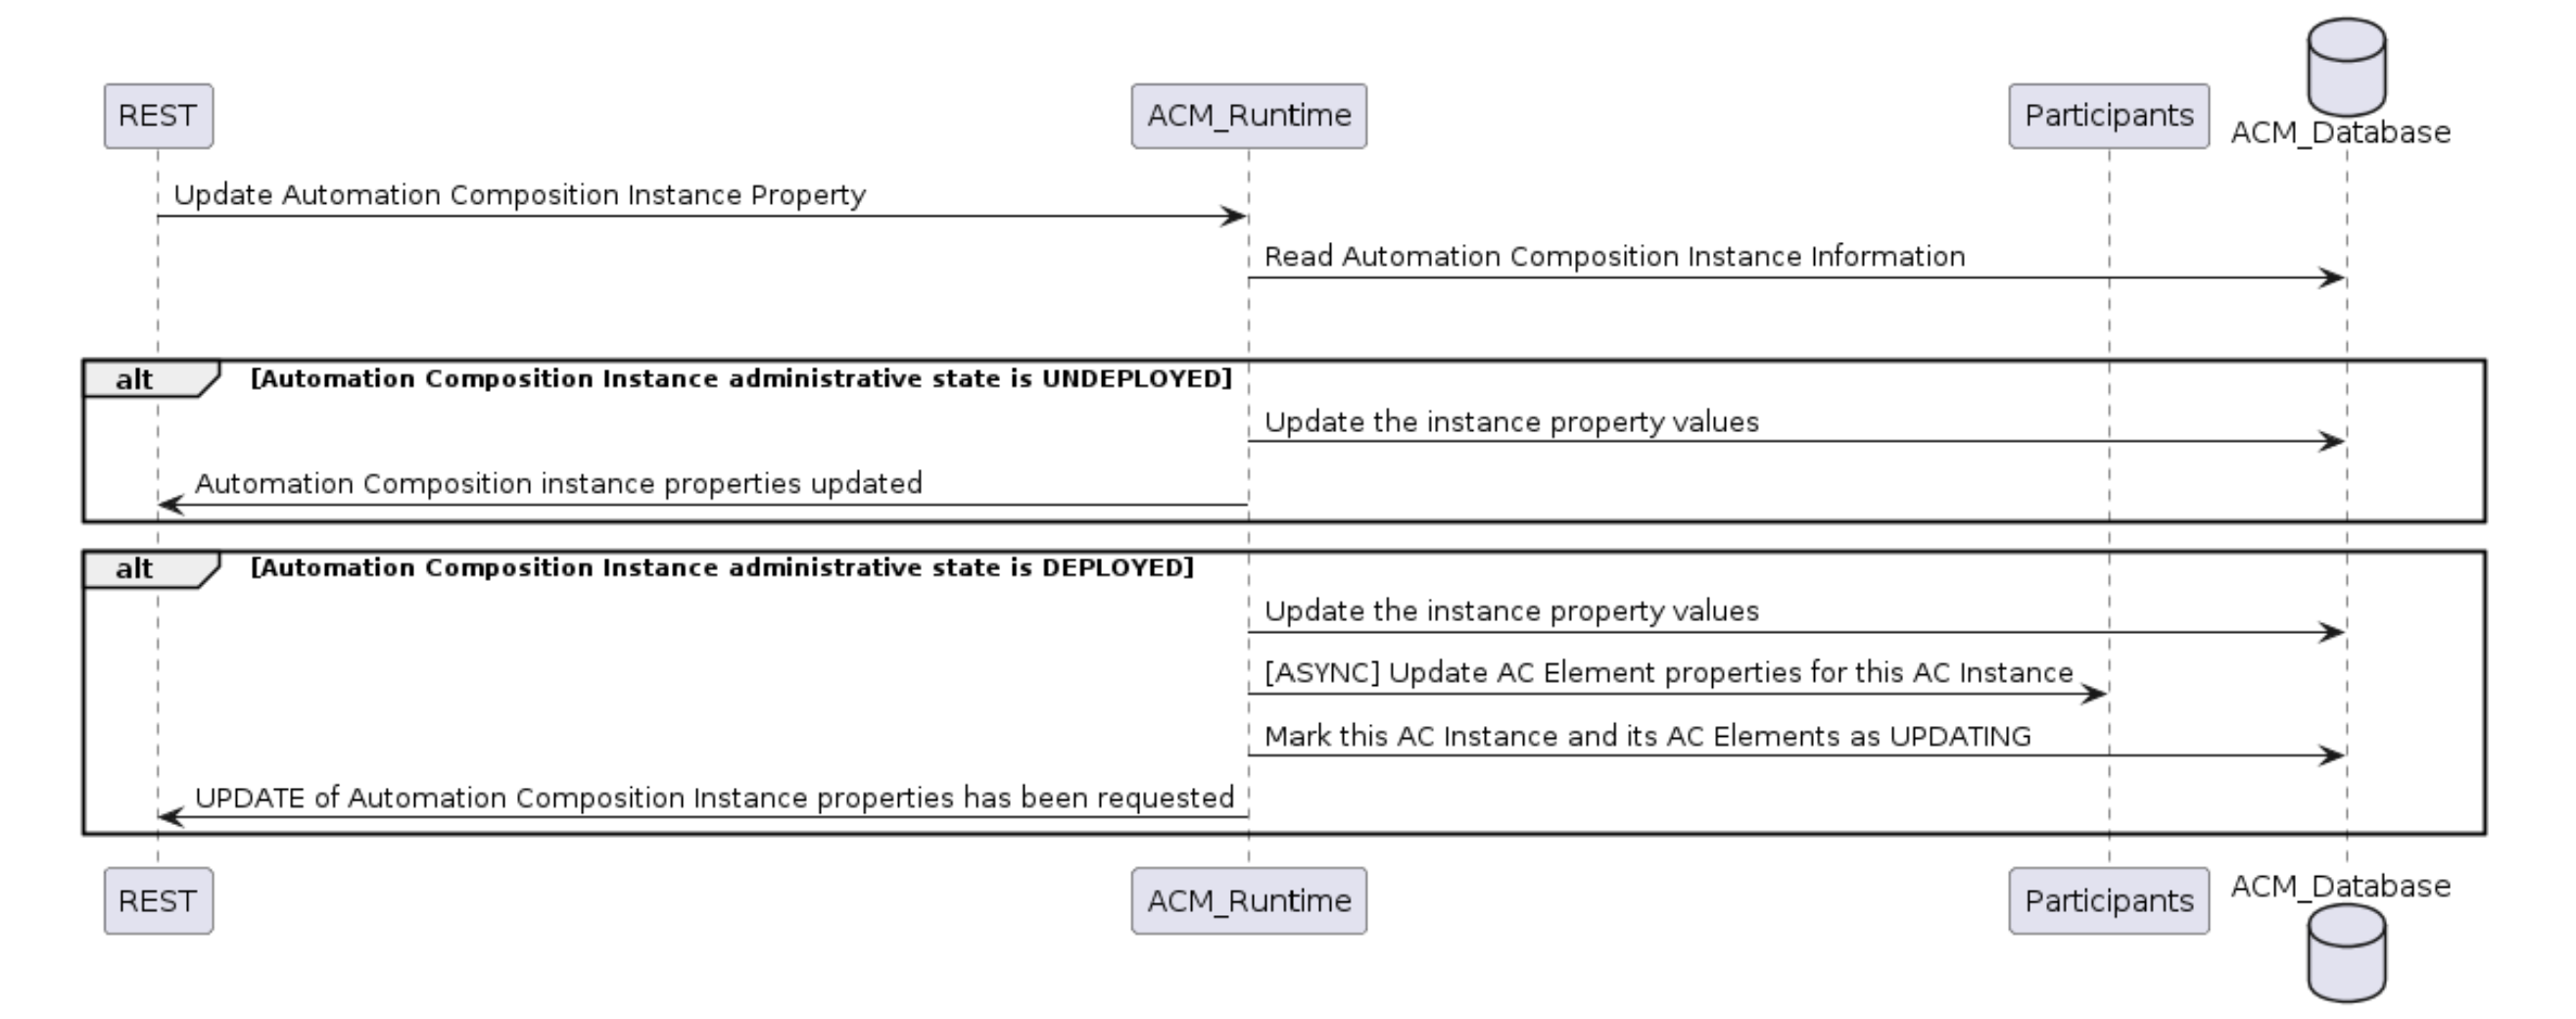 REST
ACM_Runtime
Participants
ACM_Database
Update Automation Composition Instance Property
Read Automation Composition Instance Information
alt
[Automation Composition Instance administrative state is UNDEPLOYED]
Update the instance property values
Automation Composition instance properties updated
alt
[Automation Composition Instance administrative state is DEPLOYED]
Update the instance property values
[ASYNC] Update AC Element properties for this AC Instance
Mark this AC Instance and its AC Elements as UPDATING
UPDATE of Automation Composition Instance properties has been requested
REST
ACM_Runtime
Participants
ACM_Database